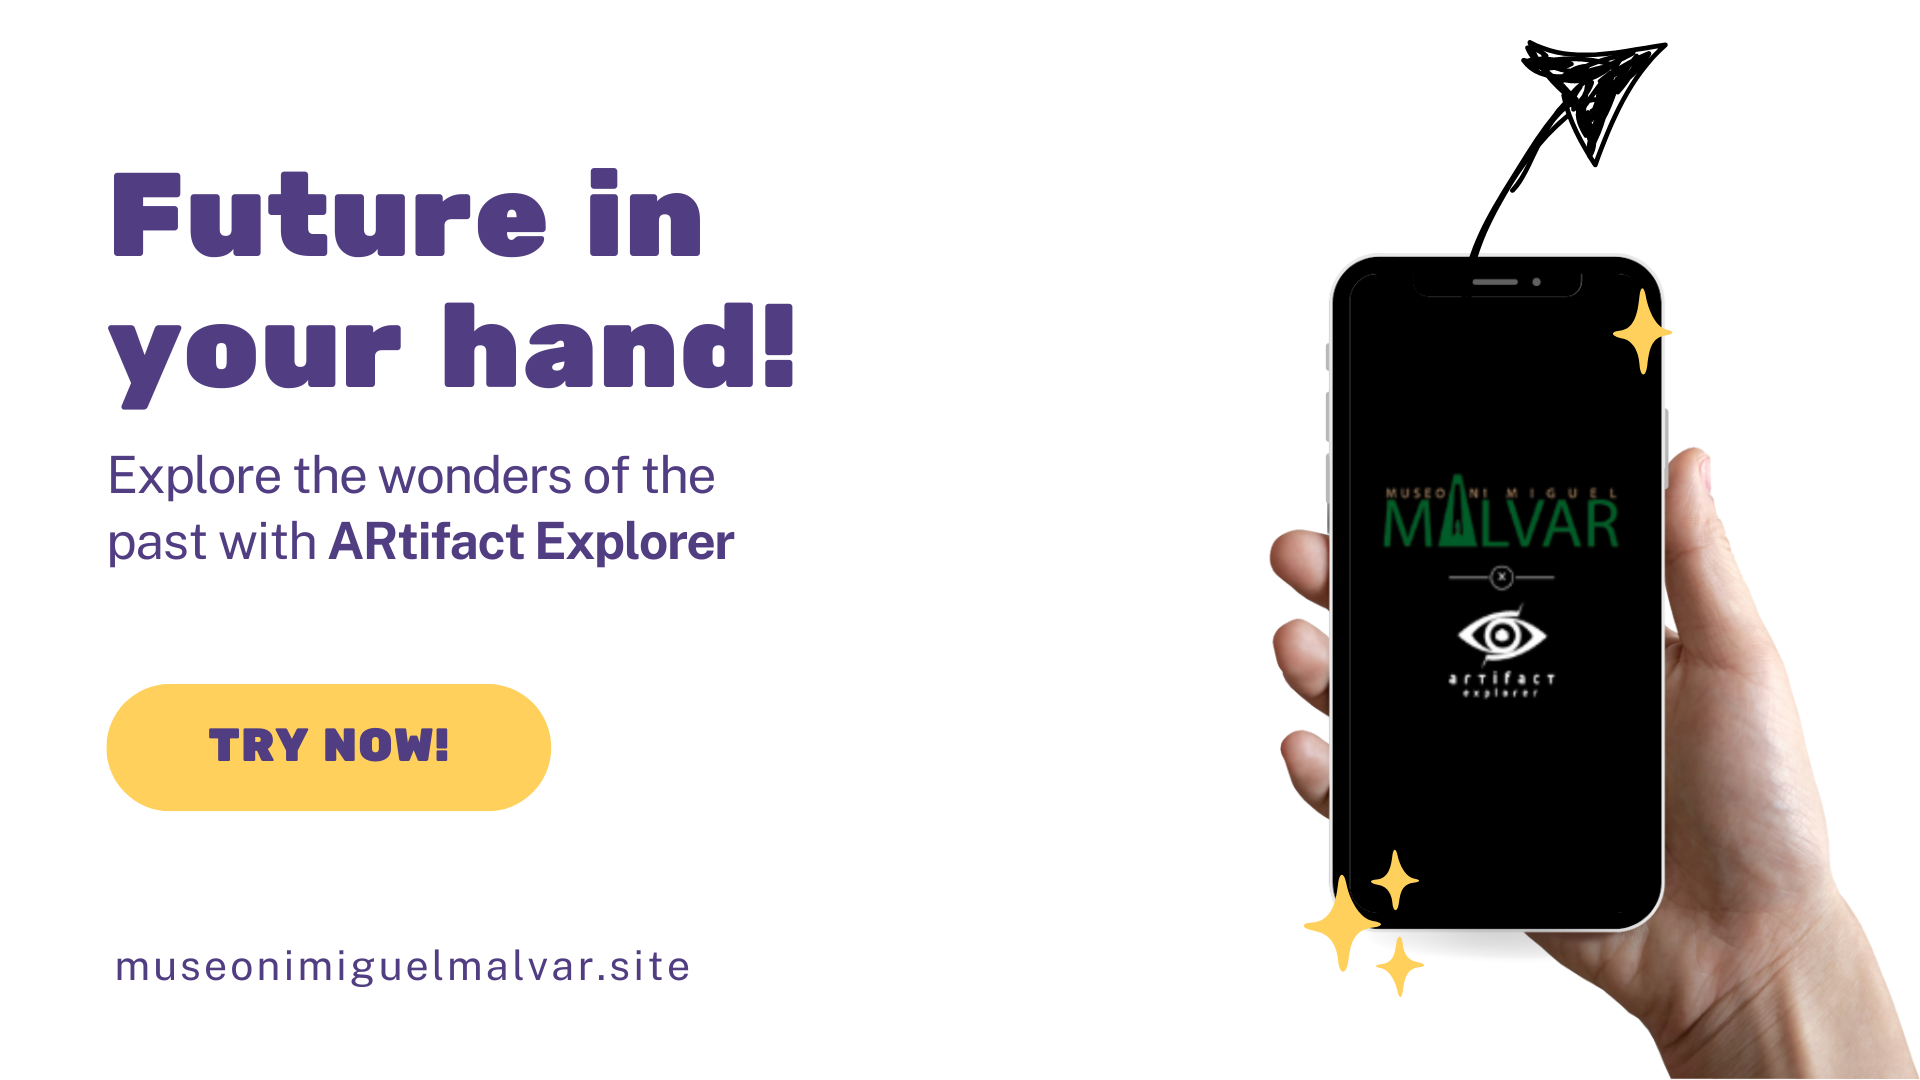 Future in
your hand!
Explore the wonders of the
past with ARtifact Explorer
TRY NOW!
museonimiguelmalvar.site
MUSEO NI MIGUEL
MALVAR
X
artifact
explorer